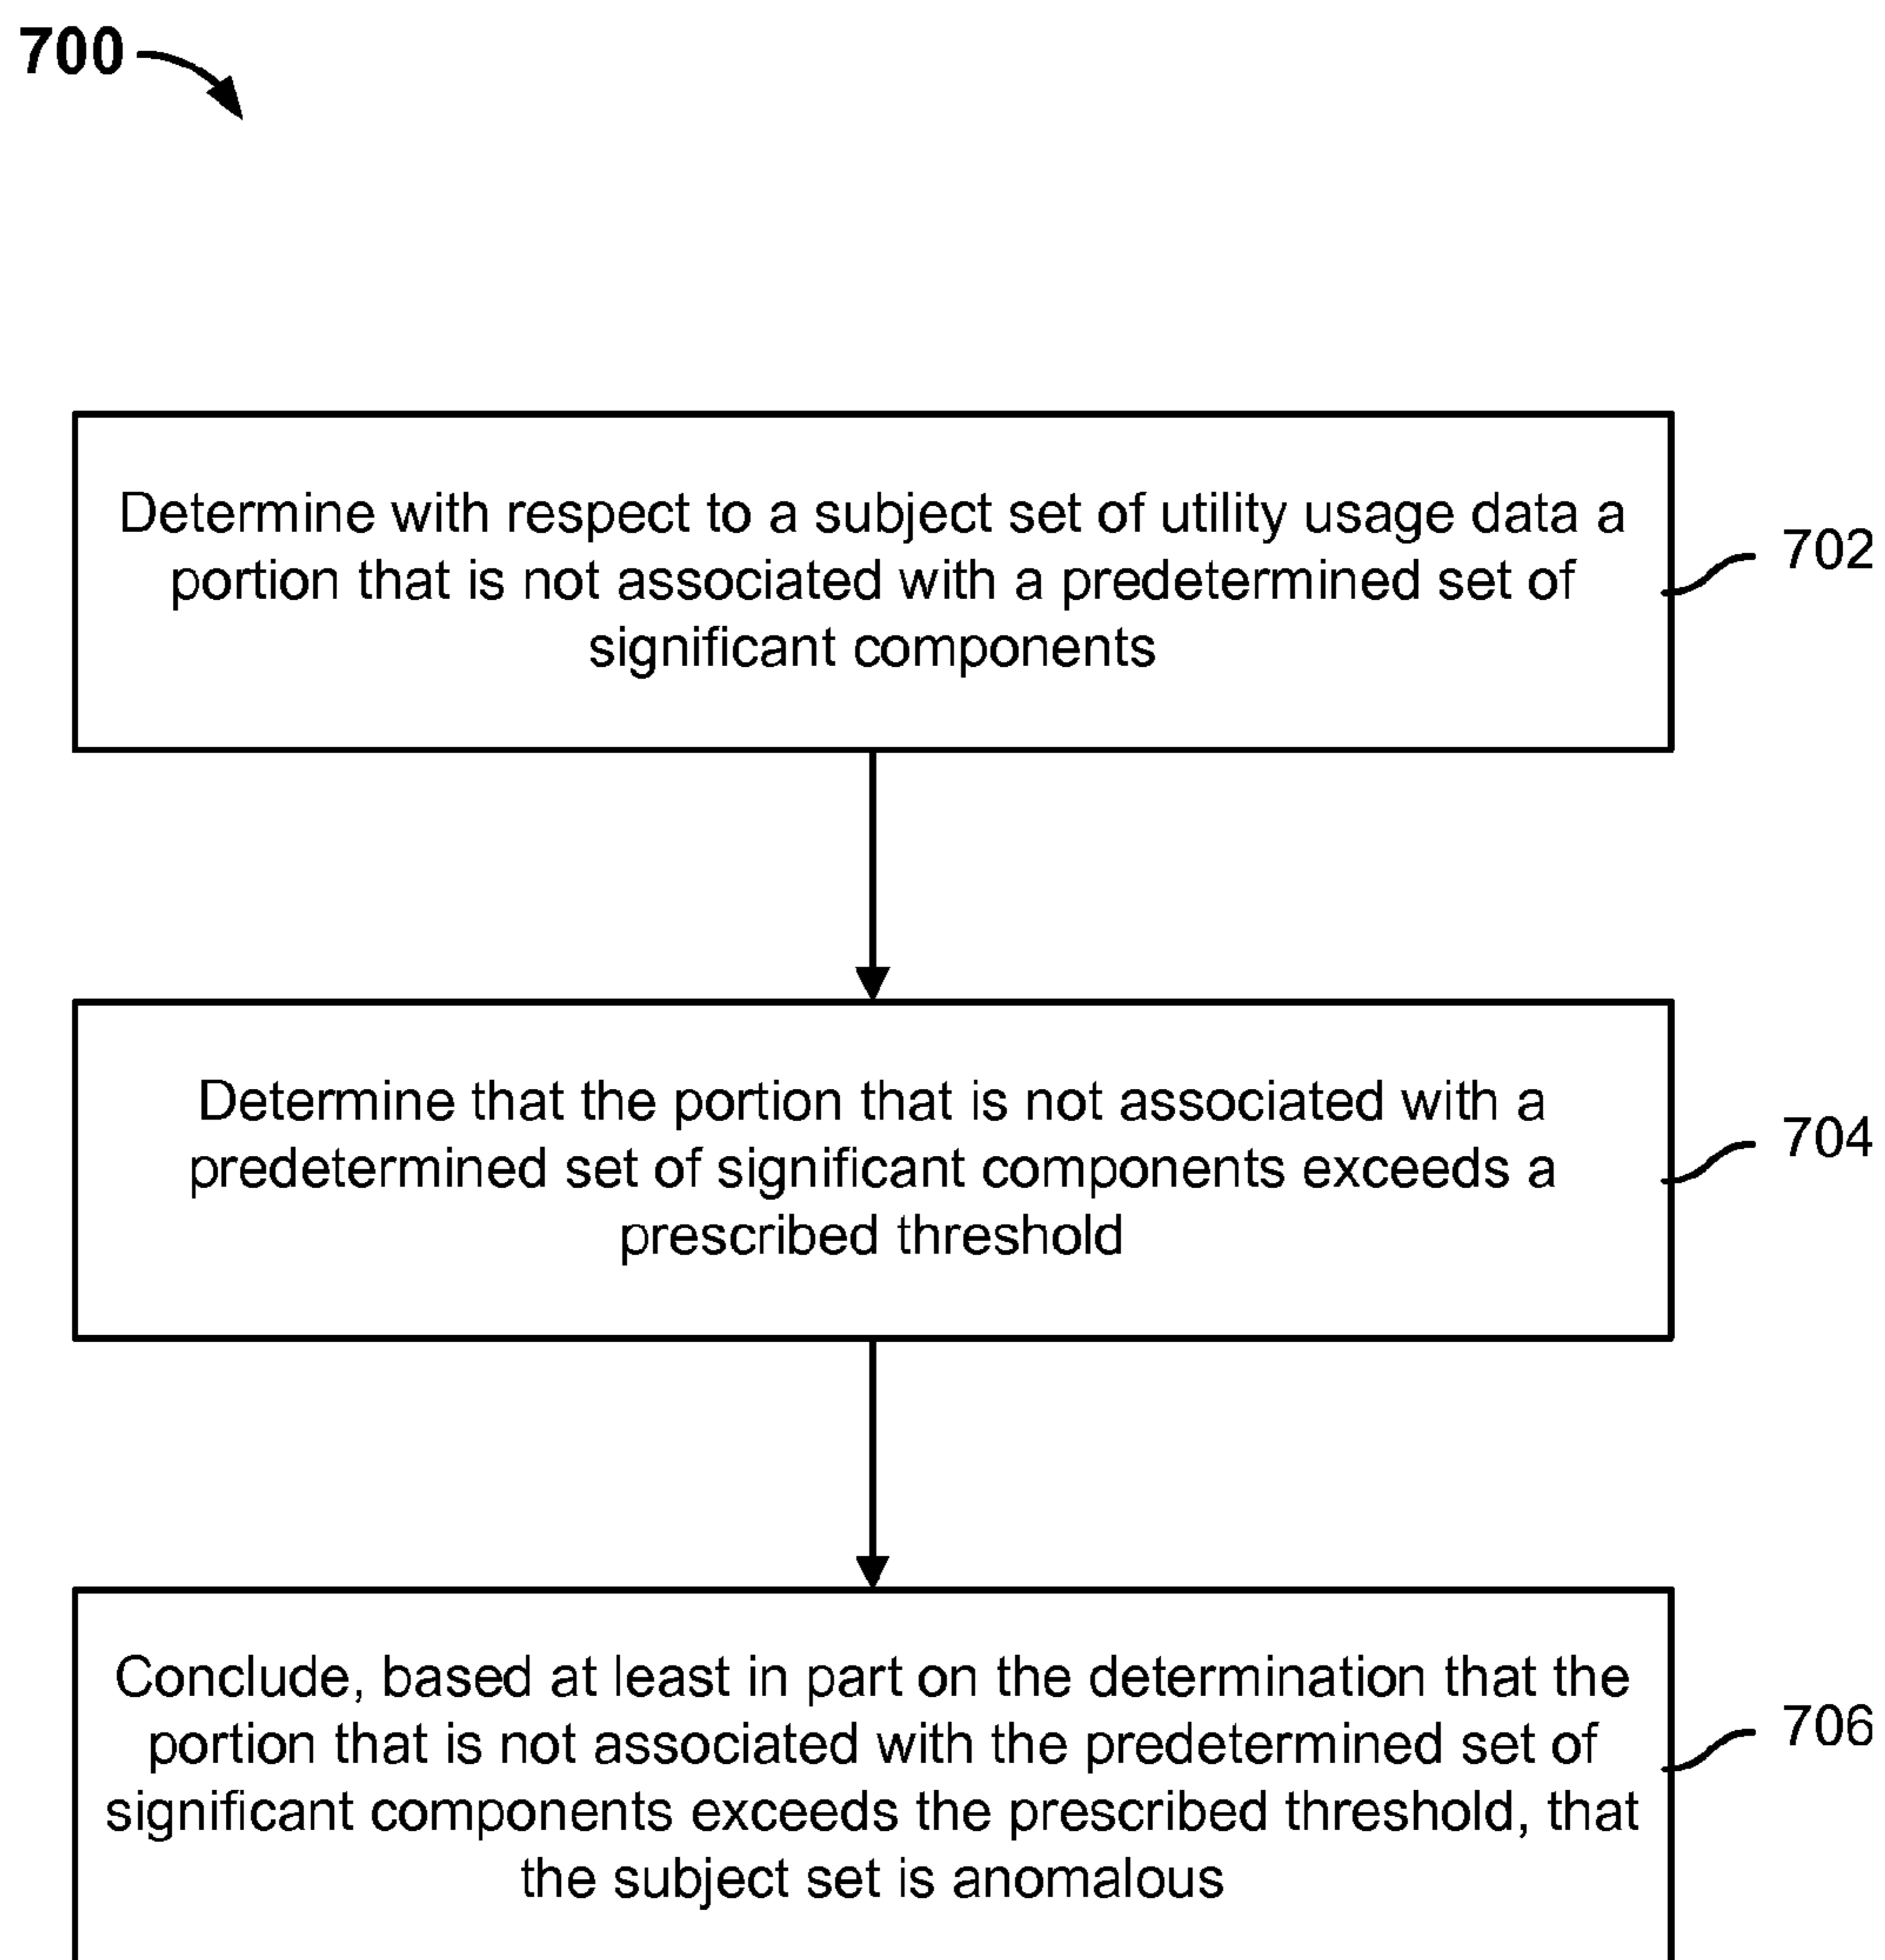 700
Determine with respect to a subject set of utility usage data a
portion that is not associated with a predetermined set of
significant components
702
Determine that the portion that is not associated with a
predetermined set of significant components exceeds a
prescribed threshold
704
Conclude, based at least in part on the determination that the
portion that is not associated with the predetermined set of
significant components exceeds the prescribed threshold, that
the subject set is anomalous
706